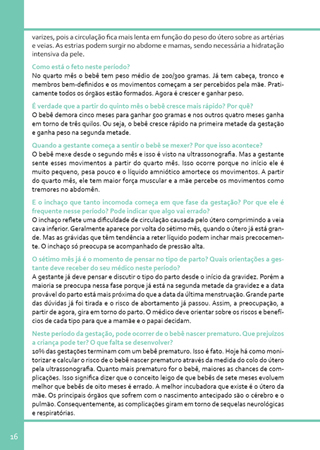 varizes, pois a circulação fica mais lenta em função do peso do útero sobre as artérias
e veias. As estrias podem surgir no abdome e mamas, sendo necessária a hidratação
intensiva da pele.
Como está o feto neste período?
No quarto mês o bebê tem peso médio de 200/300 gramas. Já tem cabeça, tronco e
membros bem-definidos e os movimentos começam a ser percebidos pela mãe. Prati-
camente todos os órgãos estão formados. Agora é crescer e ganhar peso.
É verdade que a partir do quinto mês o bebê cresce mais rápido? Por quê?
O bebê demora cinco meses para ganhar 500 gramas e nos outros quatro meses ganha
em torno de três quilos. Ou seja, o bebê cresce rápido na primeira metade da gestação
e ganha peso na segunda metade.
Quando a gestante começa a sentir o bebê se mexer? Por que isso acontece?
O bebê mexe desde o segundo mês e isso é visto na ultrassonografia. Mas a gestante
sente esses movimentos a partir do quarto mês. Isso ocorre porque no início ele é
muito pequeno, pesa pouco e o líquido amniótico amortece os movimentos. A partir
do quarto mês, ele tem maior força muscular e a mãe percebe os movimentos como
tremores no abdomên.
E o inchaço que tanto incomoda começa em que fase da gestação? Por que ele é
frequente nesse período? Pode indicar que algo vai errado?
O inchaço reflete uma dificuldade de circulação causada pelo útero comprimindo a veia
cava inferior. Geralmente aparece por volta do sétimo mês, quando o útero já está gran-
de. Mas as grávidas que têm tendência a reter líquido podem inchar mais precocemen-
te. O inchaço só preocupa se acompanhado de pressão alta.
O sétimo mês já é o momento de pensar no tipo de parto? Quais orientações a ges-
tante deve receber do seu médico neste período?
A gestante já deve pensar e discutir o tipo do parto desde o início da gravidez. Porém a
maioria se preocupa nessa fase porque já está na segunda metade da gravidez e a data
provável do parto está mais próxima do que a data da última menstruação. Grande parte
das dúvidas já foi tirada e o risco de abortamento já passou. Assim, a preocupação, a
partir de agora, gira em torno do parto. O médico deve orientar sobre os riscos e benefí-
cios de cada tipo para que a mamãe e o papai decidam.
Neste período da gestação, pode ocorrer de o bebê nascer prematuro. Que prejuízos
a criança pode ter? O que falta se desenvolver?
10% das gestações terminam com um bebê prematuro. Isso é fato. Hoje há como moni-
torizar e calcular o risco de o bebê nascer prematuro através da medida do colo do útero
pela ultrassonografia. Quanto mais prematuro for o bebê, maiores as chances de com-
plicações. Isso significa dizer que o conceito leigo de que bebês de sete meses evoluem
melhor que bebês de oito meses é errado. A melhor incubadora que existe é o útero da
mãe. Os principais órgãos que sofrem com o nascimento antecipado são o cérebro e o
pulmão. Consequentemente, as complicações giram em torno de sequelas neurológicas
e respiratórias.
16